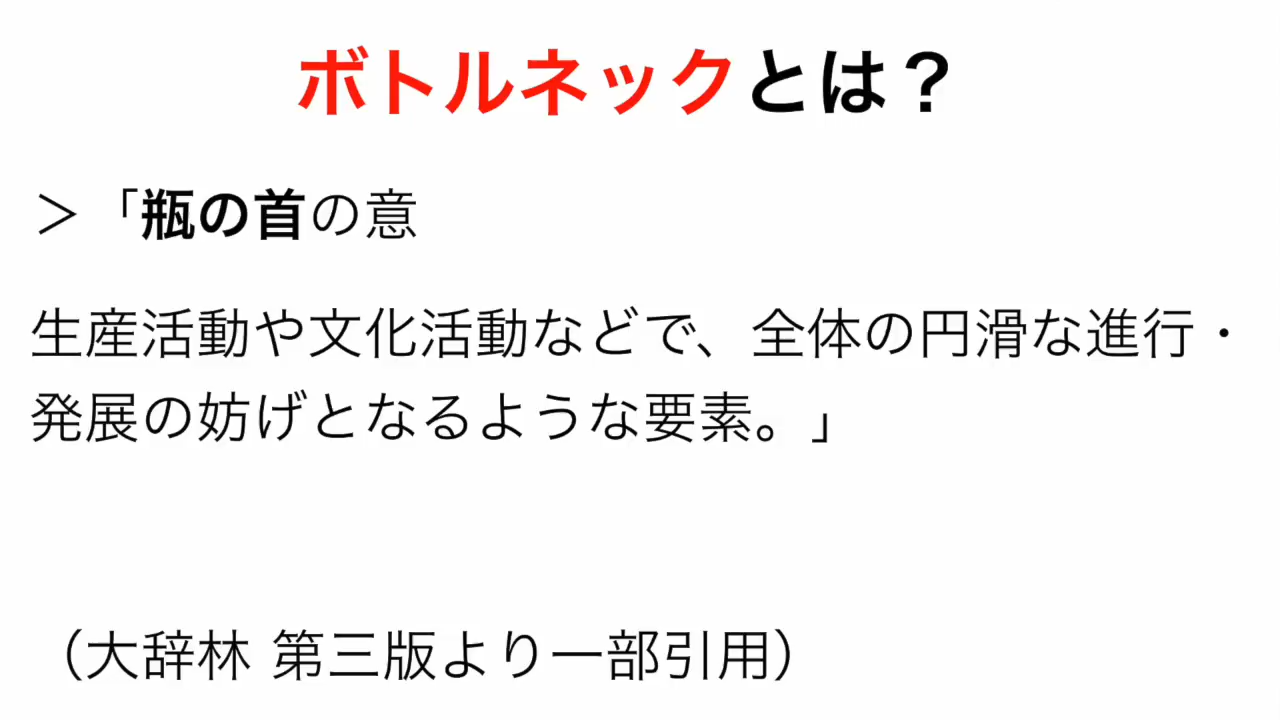 ボトルネックとは？
＞「瓶の首の意
生産活動や文化活動などで、全体の円滑な進行・
発展の妨げとなるような要素。」
（大辞林 第三版より一部引用）